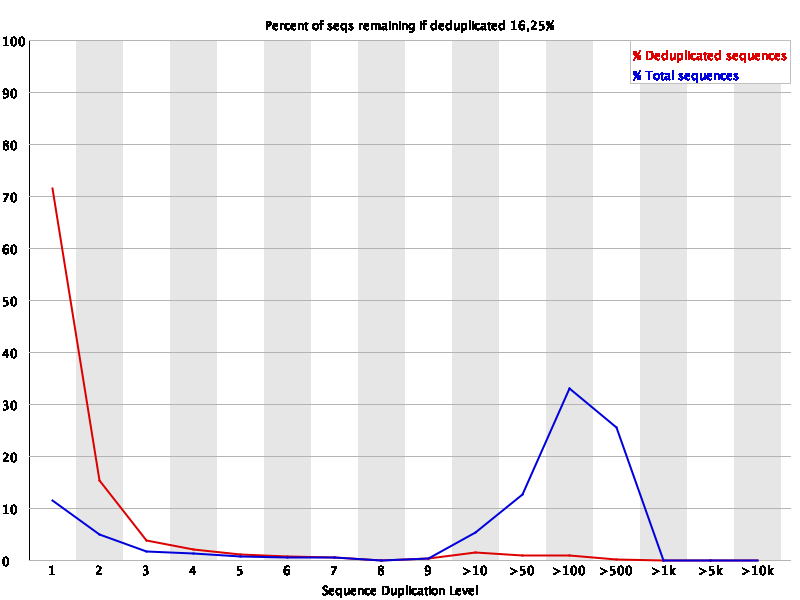 Percent of seqs remaining if deduplicated 16,25%
% Deduplicated sequences
% Total sequences
100
90
80
70
60
50
40
30
20
10
0
1 2 3 4 5 6 7 8 9 >10 >50 >100 >500 >1k >5k >10k
Sequence Duplication Level